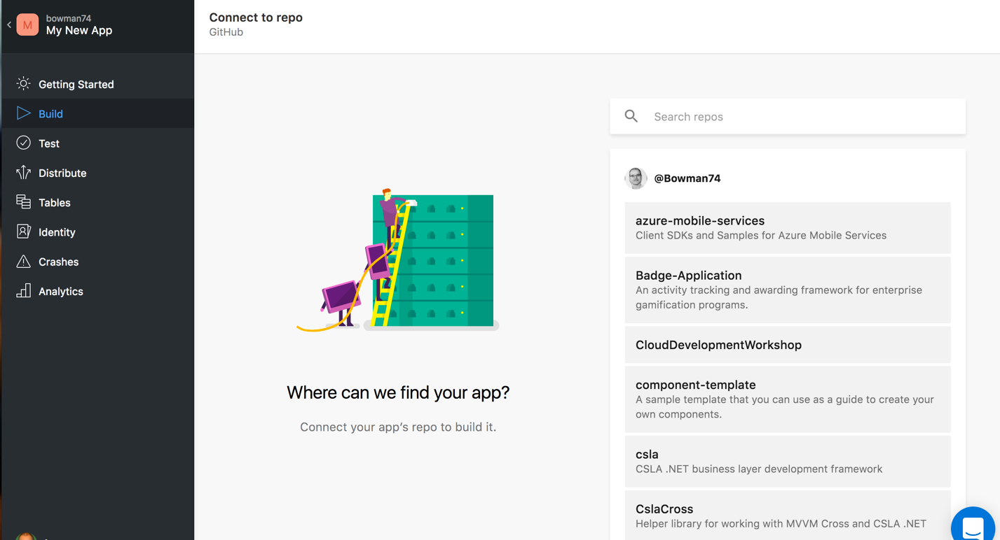 bowman74
M
My New App
Connect to repo
GitHub
Getting Started
Build
Test
Distribute
Tables
Identity
Crashes
Analytics
Where can we find your app?
Connect your app's repo to build it.
Search repos
@Bowman74
azure-mobile-services
Client SDKs and Samples for Azure Mobile Services
Badge-Application
An activity tracking and awarding framework for enterprise
gamification programs.
CloudDevelopmentWorkshop
component-template
A sample template that you can use as a guide to create your
own components.
csla
CSLA .NET business layer development framework
CslaCross
Helper library for working with MVVM Cross and CSLA .NET